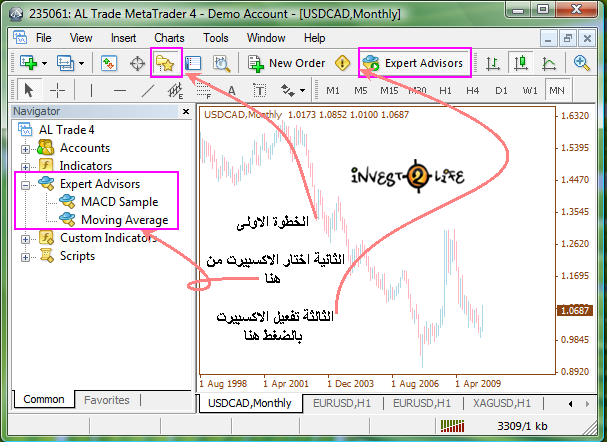 235061: AL Trade MetaTrader 4 - Demo Account - [USDCAD,Monthly]
File View Insert Charts Tools Window Help
New Order Expert Advisors
A T M1 M5 M15 M30 H1 H4 D1 W1 MN
Navigator
AL Trade 4
Accounts
Indicators
Expert Advisors
MACD Sample
Moving Average
Custom Indicators
Scripts
Common Favorites
USDCAD,Monthly 1.0173 1.0852 1.0100 1.0687
INVEST-2-LIFE
الخطوة الاولى
الثانية اختار الاكسبيرت من
هنا
الثالثة تفعيل الاكسبيرت
بالضغط هنا
1.6320
1.5395
1.4470
1.3545
1.2620
1.1695
1.0687
0.9845
0.8920
1 Aug 1998 1 Apr 2001 1 Dec 2003 1 Aug 2006 1 Apr 2009
USDCAD,Monthly EURUSD,H1 EURUSD,H1 XAGUSD,H1
3309/1 kb